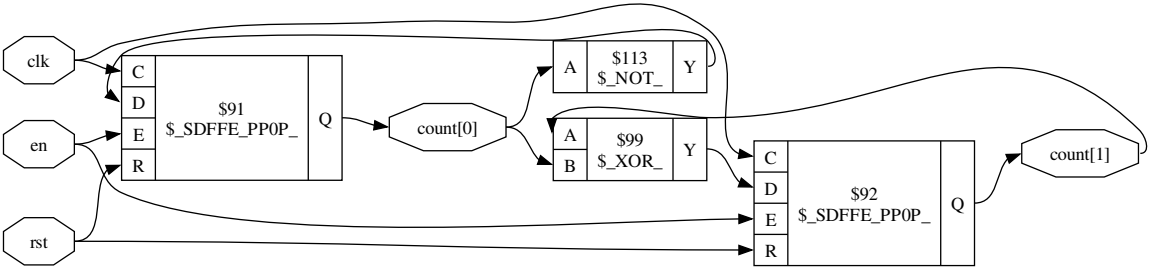 clk
en
rst
C
D
E
R
$91
$_SDFFE_PP0P_
Q
count[0]
A
$113
$_NOT_
Y
A
B
$99
$_XOR_
Y
C
D
E
R
$92
$_SDFFE_PP0P_
Q
count[1]